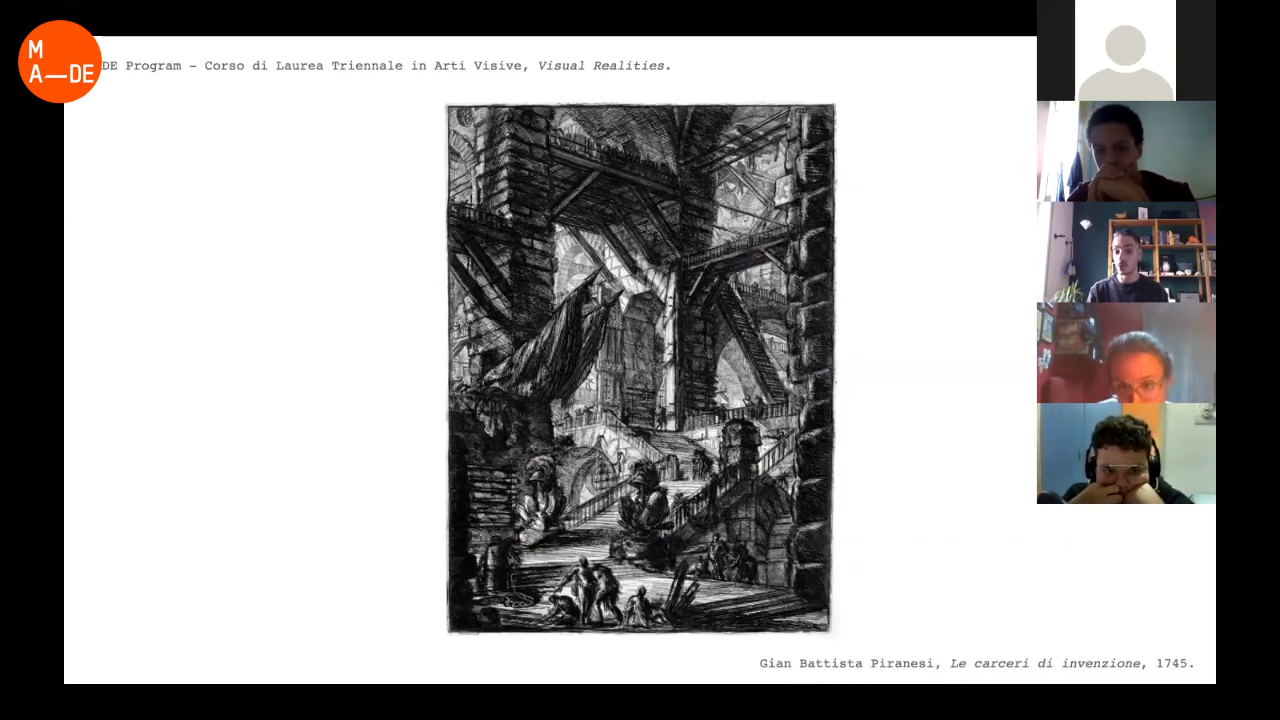 M
A—DE
DE Program - Corso di Laurea Triennale in Arti Visive, Visual Realities.
Gian Battista Piranesi, Le carceri di invenzione, 1745.